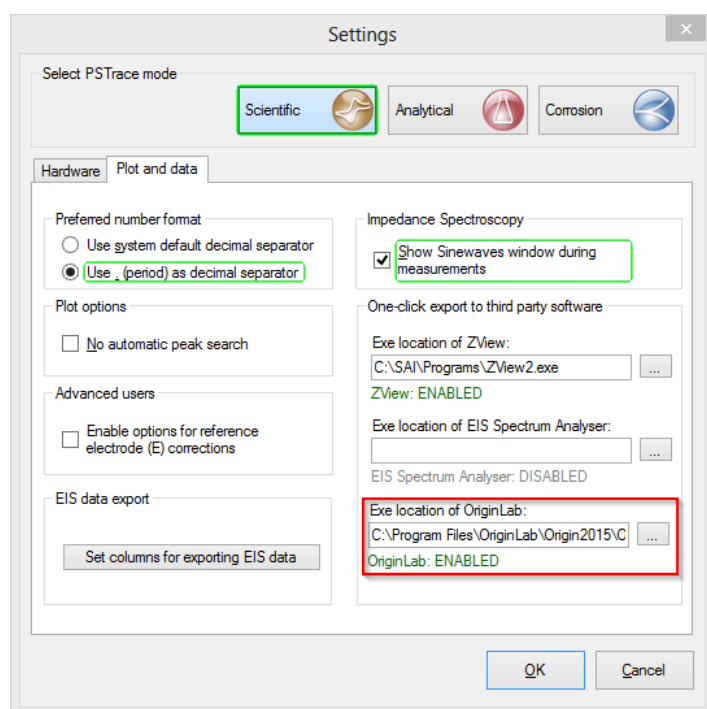 Settings
Select PSTrace mode
Scientific
Analytical
Corrosion
Hardware
Plot and data
Preferred number format
Use system default decimal separator
Use . (period) as decimal separator
Plot options
No automatic peak search
Advanced users
Enable options for reference
electrode (E) corrections
EIS data export
Set columns for exporting EIS data
Impedance Spectroscopy
Show Sinewaves window during
measurements
One-click export to third party software
Exe location of ZView:
C:\SAI\Programs\ZView2.exe
...
ZView: ENABLED
Exe location of EIS Spectrum Analyser:
...
EIS Spectrum Analyser: DISABLED
Exe location of OriginLab:
C:\Program Files\OriginLab\Origin2015\O
...
OriginLab: ENABLED
OK
Cancel